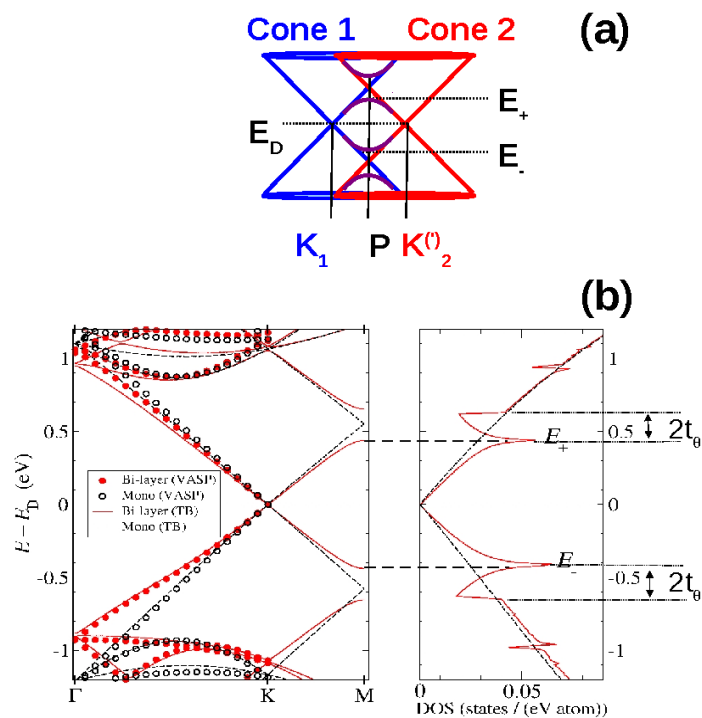 Cone 1 Cone 2 (a)
E+
E_D
E-
K1 P K(')2
(b)
1 1
0.5 0.5 2tθ
E+
Bi-layer (VASP)
Mono (VASP)
Bi-layer (TB)
Mono (TB)
E − E_D (eV)
0 0
E-
-0.5 -0.5 2tθ
-1 -1
Γ K M 0 0.05
DOS (states / (eV atom))